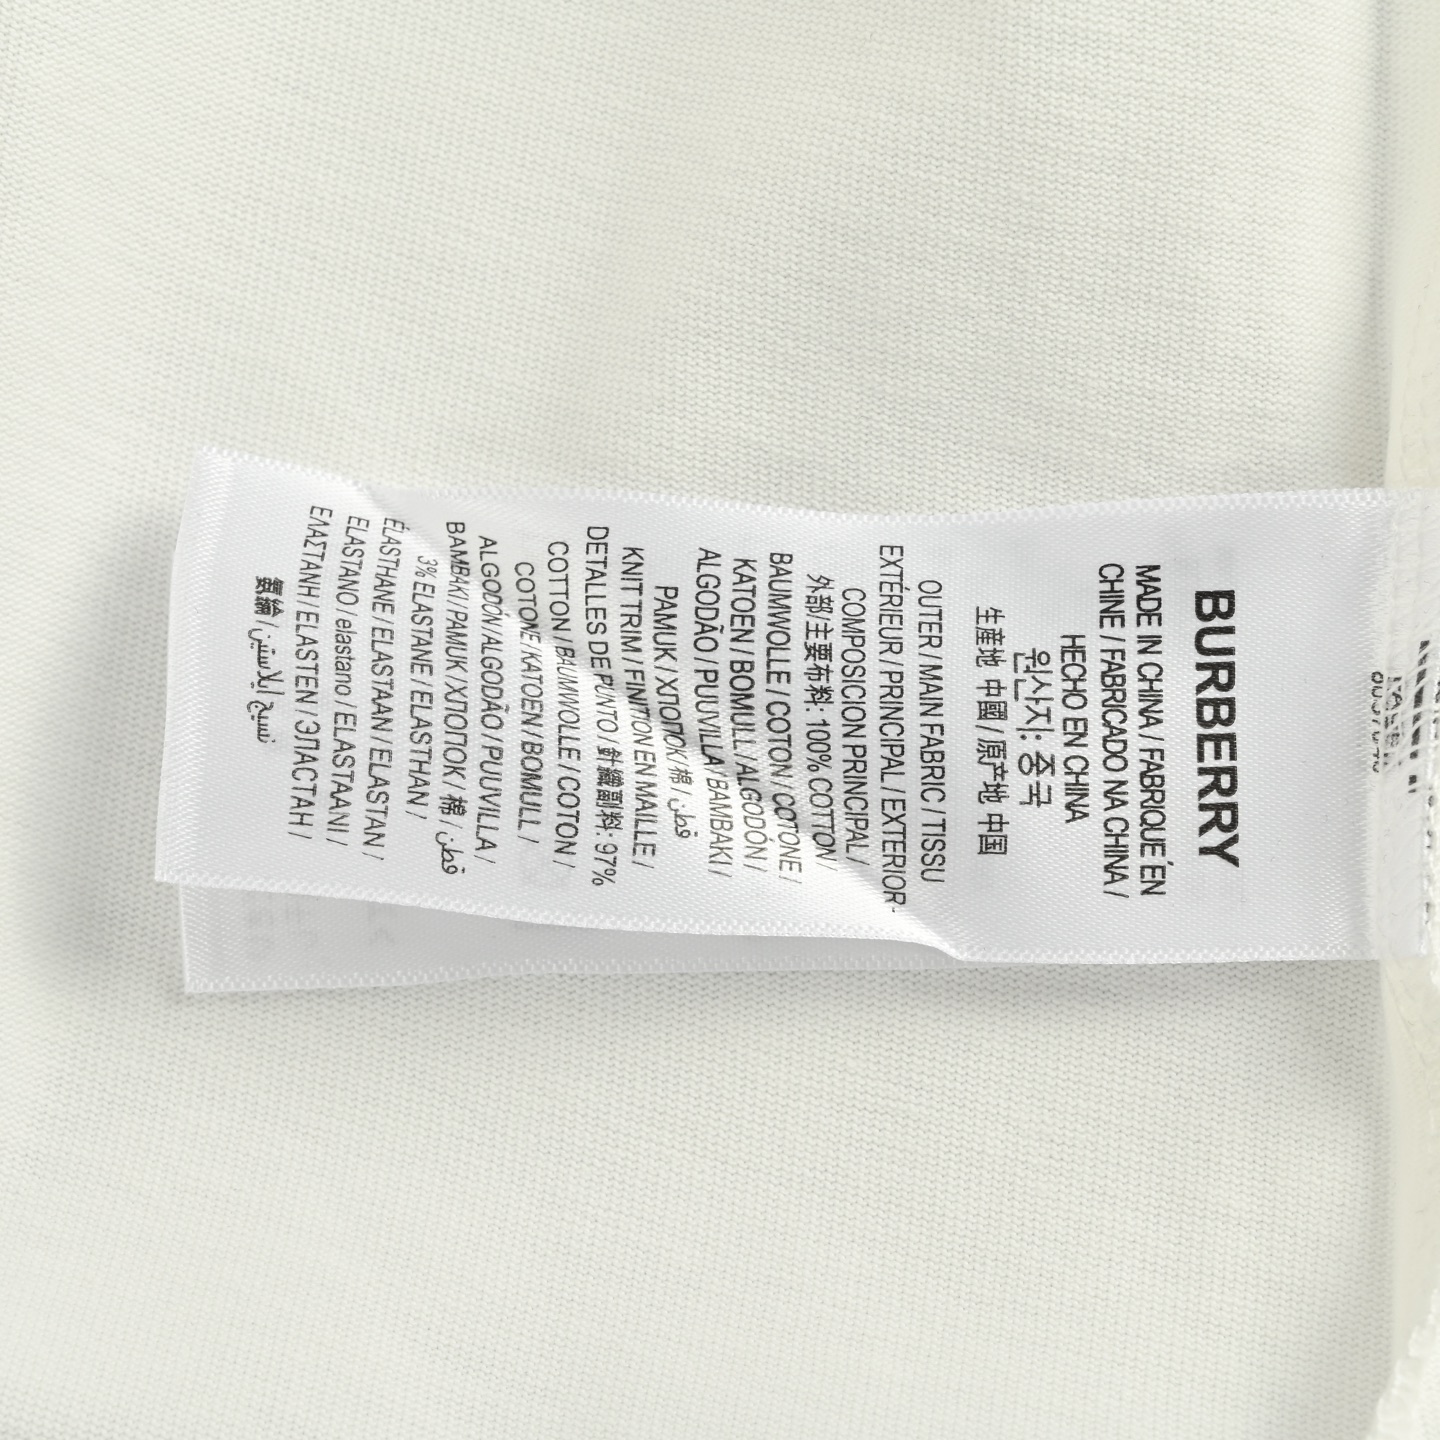 BURBERRY
MADE IN CHINA / FABRIQUÉ EN
CHINE / FABRICADO NA CHINA /
HECHO EN CHINA
원산지: 중국
生産地 中國 / 原产地 中国
OUTER / MAIN FABRIC / TISSU
EXTÉRIEUR / PRINCIPAL / EXTERIOR-
COMPOSICION PRINCIPAL /
外部/主要布料: 100% COTTON /
BAUMWOLLE / COTON / COTONE /
KATOEN / BOMULL / ALGODÓN /
ALGODÃO / PUUVILLA / BAMBAKI /
PAMUK / ХЛОПОК / 棉 / قطن
KNIT TRIM / FINITION EN MAILLE /
DETALLES DE PUNTO / 針織副料: 97%
COTTON / BAUMWOLLE / COTON /
COTONE / KATOEN / BOMULL /
ALGODÓN / ALGODÃO / PUUVILLA /
BAMBAKI / PAMUK / ХЛОПОК / 棉 / قطن
3% ELASTANE / ELASTHAN /
ÉLASTHANE / ELASTAAN / ELASTAN /
ELASTANO / elastano / ELASTAANI /
ΕΛΑΣΤΑΝΗ / ELASTEN / ЭЛАСТАН /
氨綸 / نسيج إيلاستين